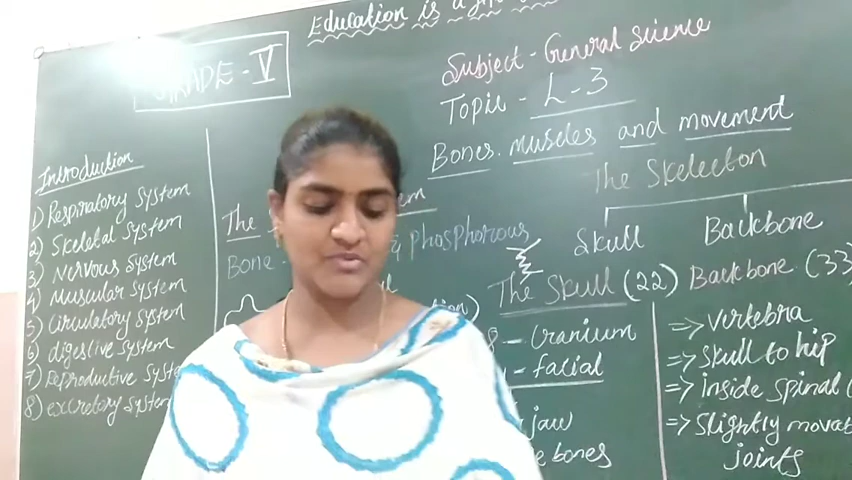 Education is a
GRADE - V
Subject - General science
Topic - L-3
Bones. muscles and movement
The Skelecton
Skull
Backbone
Introduction
1) Respiratory System
2) Skeletal System
3) Nervous System
4) Muscular System
5) Circulatory System
6) digestive system
7) Reproductive Syste
8) excretory system
The
Bone
& phosphorous
The Skull (22)
8 - Cranium
- facial
jaw
bones
Backbone (33)
=> vertebra
=> Skull to hip
=> Inside spinal
=> Slightly movab
joints